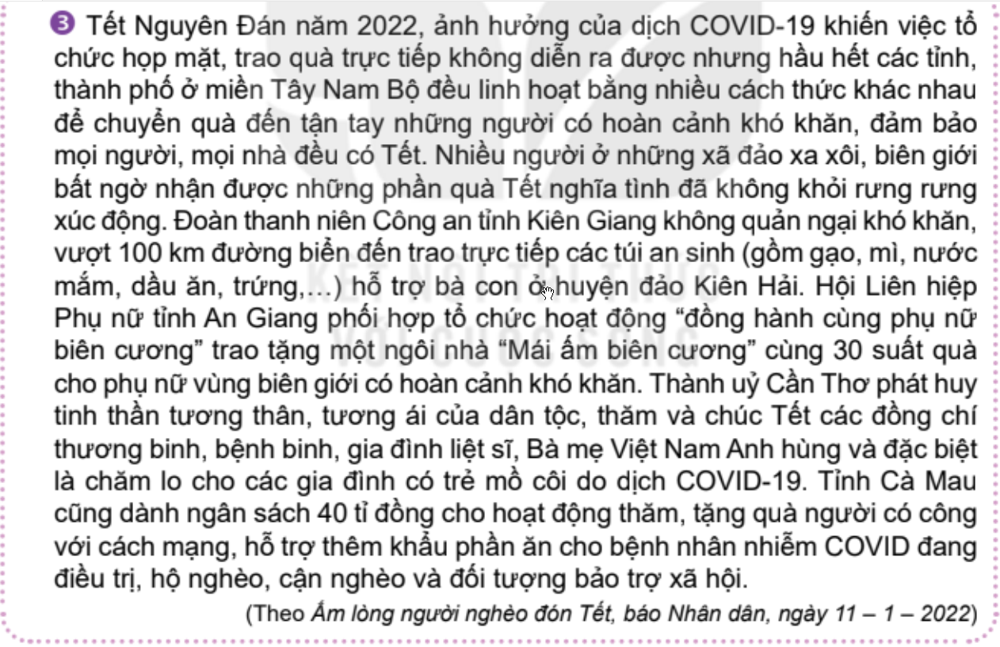 3 Tết Nguyên Đán năm 2022, ảnh hưởng của dịch COVID-19 khiến việc tổ
chức họp mặt, trao quà trực tiếp không diễn ra được nhưng hầu hết các tỉnh,
thành phố ở miền Tây Nam Bộ đều linh hoạt bằng nhiều cách thức khác nhau
để chuyển quà đến tận tay những người có hoàn cảnh khó khăn, đảm bảo
mọi người, mọi nhà đều có Tết. Nhiều người ở những xã đảo xa xôi, biên giới
bất ngờ nhận được những phần quà Tết nghĩa tình đã không khỏi rưng rưng
xúc động. Đoàn thanh niên Công an tỉnh Kiên Giang không quản ngại khó khăn,
vượt 100 km đường biển đến trao trực tiếp các túi an sinh (gồm gạo, mì, nước
mắm, dầu ăn, trứng,...) hỗ trợ bà con ở huyện đảo Kiên Hải. Hội Liên hiệp
Phụ nữ tỉnh An Giang phối hợp tổ chức hoạt động “đồng hành cùng phụ nữ
biên cương” trao tặng một ngôi nhà “Mái ấm biên cương” cùng 30 suất quà
cho phụ nữ vùng biên giới có hoàn cảnh khó khăn. Thành uỷ Cần Thơ phát huy
tinh thần tương thân, tương ái của dân tộc, thăm và chúc Tết các đồng chí
thương binh, bệnh binh, gia đình liệt sĩ, Bà mẹ Việt Nam Anh hùng và đặc biệt
là chăm lo cho các gia đình có trẻ mồ côi do dịch COVID-19. Tỉnh Cà Mau
cũng dành ngân sách 40 tỉ đồng cho hoạt động thăm, tặng quà người có công
với cách mạng, hỗ trợ thêm khẩu phần ăn cho bệnh nhân nhiễm COVID đang
điều trị, hộ nghèo, cận nghèo và đối tượng bảo trợ xã hội.
(Theo Ấm lòng người nghèo đón Tết, báo Nhân dân, ngày 11 – 1 – 2022)
KẾT NỐI TRI THỨC
VỚI CUỘC SỐNG